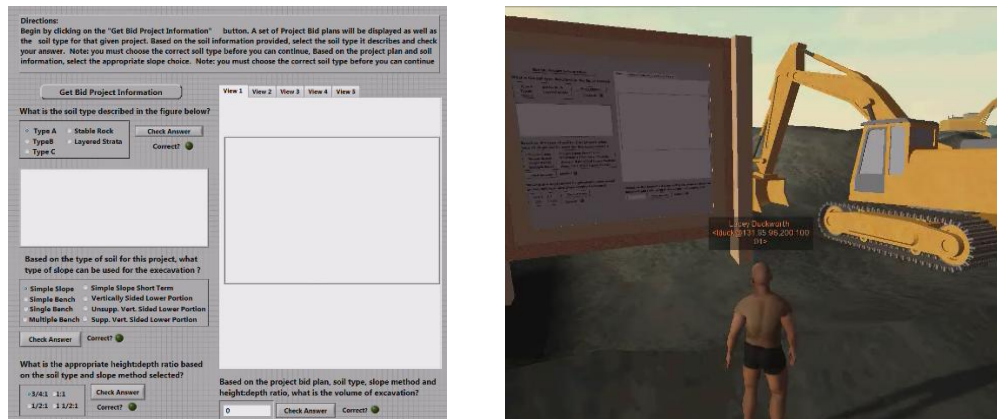 Directions:
Begin by clicking on the "Get Bid Project Information" button. A set of Project Bid plans will be displayed as well as
the soil type for that given project. Based on the soil information provided, select the soil type it describes and check
your answer. Note: you must choose the correct soil type before you can continue, Based on the project plan and soil
information, select the appropriate slope choice. Note: you must choose the correct soil type before you can continue
Get Bid Project Information
View 1 View 2 View 3 View 4 View 5
What is the soil type described in the figure below?
Type A Stable Rock
TypeB Layered Strata
Type C
Check Answer
Correct?
Based on the type of soil for this project, what
type of slope can be used for the execavation ?
Simple Slope Simple Slope Short Term
Simple Bench Vertically Sided Lower Portion
Single Bench Unsupp. Vert. Sided Lower Portion
Multiple Bench Supp. Vert. Sided Lower Portion
Check Answer Correct?
What is the appropriate height:depth ratio based
on the soil type and slope method selected?
3/4:1 1:1
1/2:1 1 1/2:1
Check Answer
Correct?
Based on the project bid plan, soil type, slope method and
height:depth ratio, what is the volume of excavation?
0 Check Answer Correct?
Lucey Duckworth